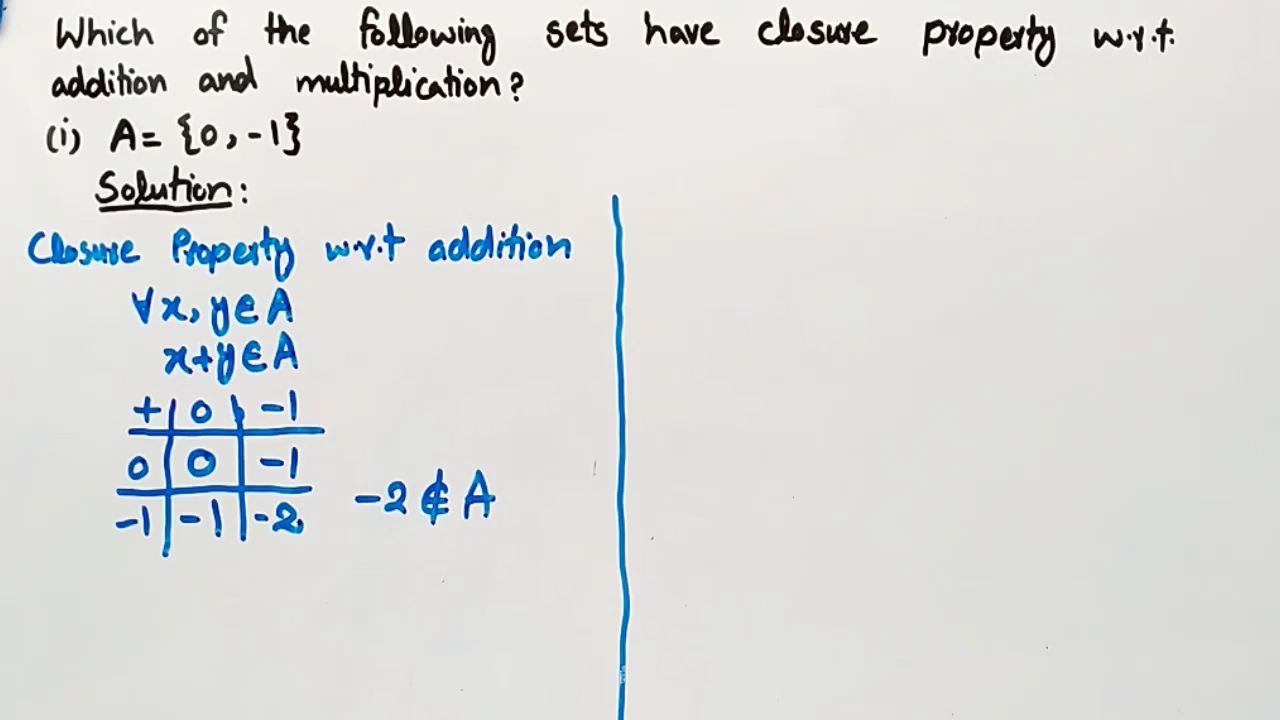 Which of the following sets have closure property w.r.t.
addition and multiplication?
(i) A = {0, -1}
Solution:
Closure Property w.r.t addition
∀x, y∈A
x+y∈A
+ 0 -1
0 0 -1
-1 -1 -2 -2 ∉ A